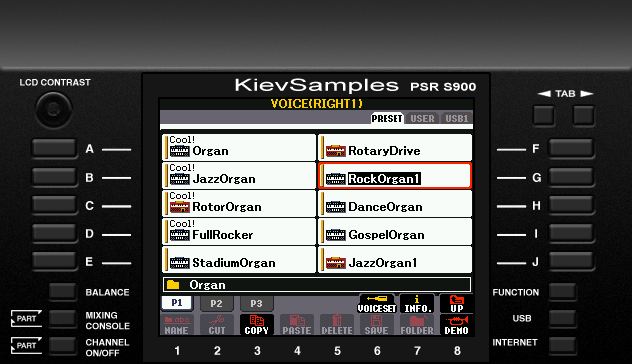 LCD CONTRAST
KievSamples PSR S900
TAB
VOICE(RIGHT1)
PRESET USER USB1
A
Cool!
Organ
RotaryDrive
F
B
Cool!
JazzOrgan
RockOrgan1
G
C
Cool!
RotorOrgan
DanceOrgan
H
D
Cool!
FullRocker
GospelOrgan
I
E
StadiumOrgan
JazzOrgan1
J
Organ
BALANCE
FUNCTION
P1 P2 P3 VOICESET INFO. UP
PART
MIXING
CONSOLE
NAME CUT COPY PASTE DELETE SAVE FOLDER DEMO
USB
PART
CHANNEL
ON/OFF
1 2 3 4 5 6 7 8
INTERNET